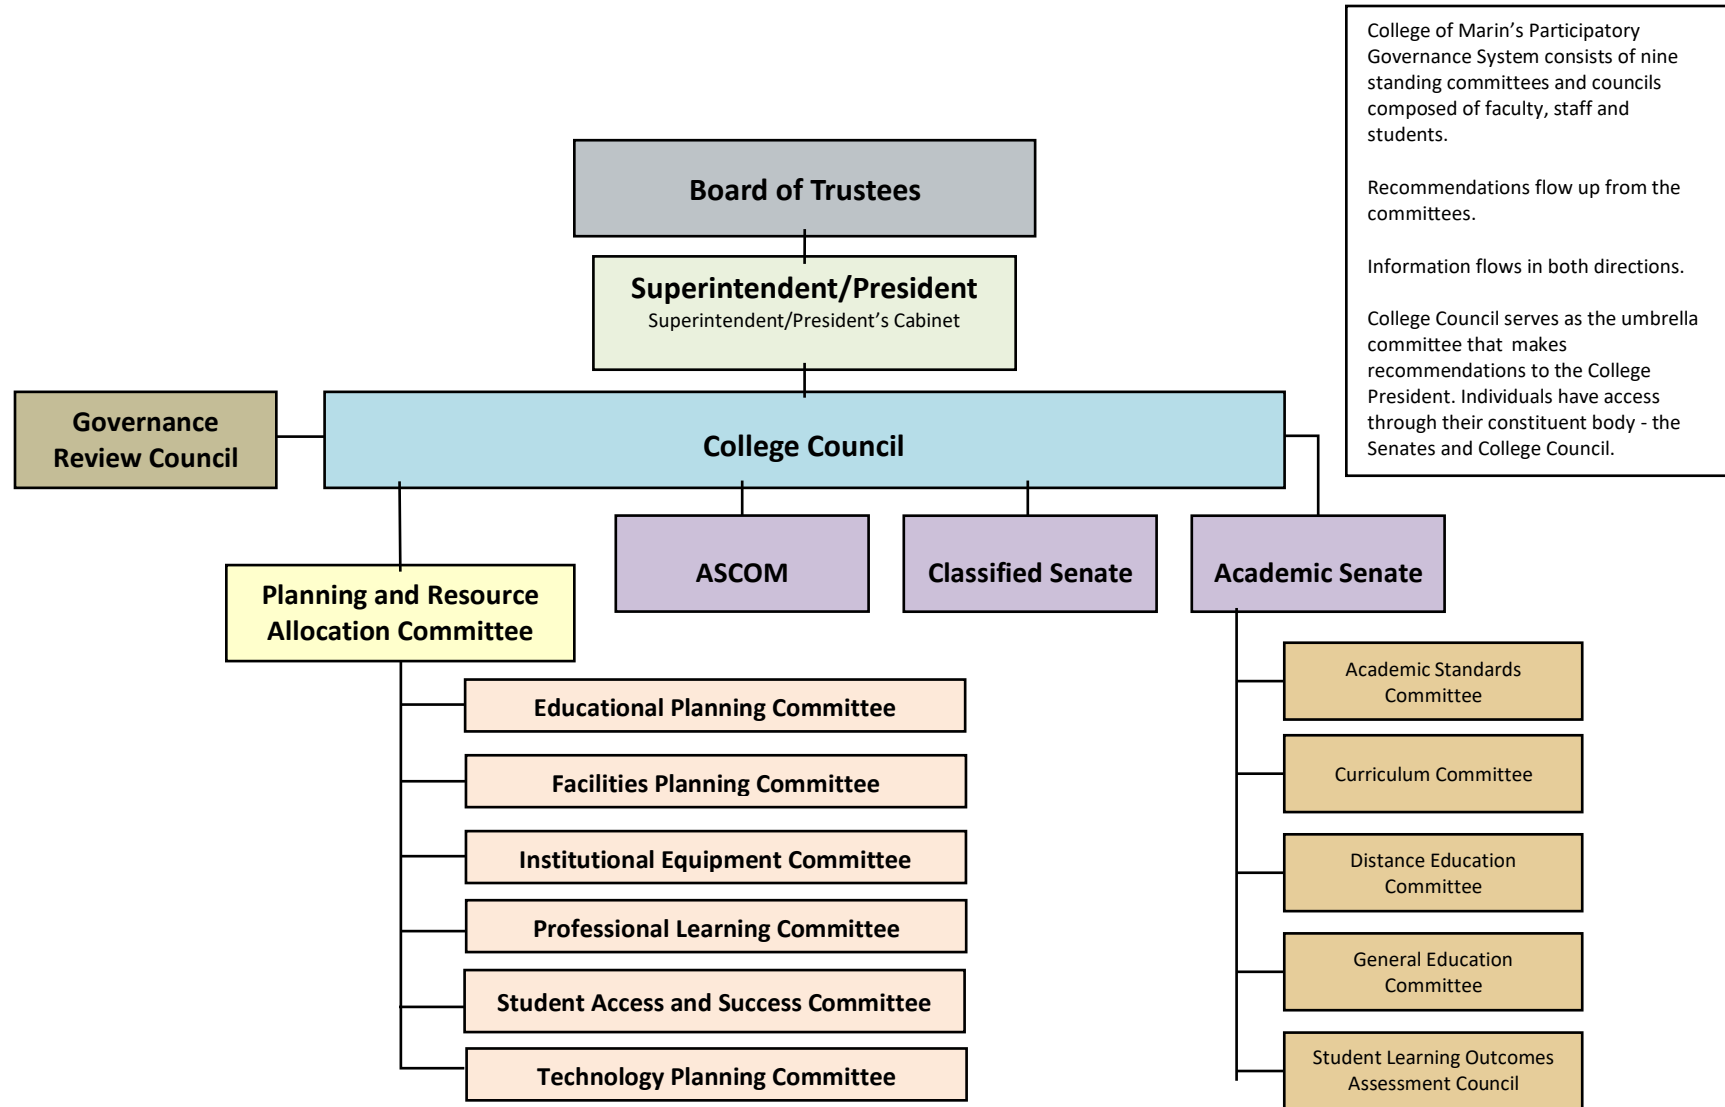 College of Marin’s Participatory
Governance System consists of nine
standing committees and councils
composed of faculty, staff and
students.
Recommendations flow up from the
committees.
Information flows in both directions.
College Council serves as the umbrella
committee that makes
recommendations to the College
President. Individuals have access
through their constituent body - the
Senates and College Council.
Board of Trustees
Superintendent/President
Superintendent/President’s Cabinet
Governance
Review Council
College Council
Planning and Resource
Allocation Committee
ASCOM
Classified Senate
Academic Senate
Educational Planning Committee
Facilities Planning Committee
Institutional Equipment Committee
Professional Learning Committee
Student Access and Success Committee
Technology Planning Committee
Academic Standards
Committee
Curriculum Committee
Distance Education
Committee
General Education
Committee
Student Learning Outcomes
Assessment Council